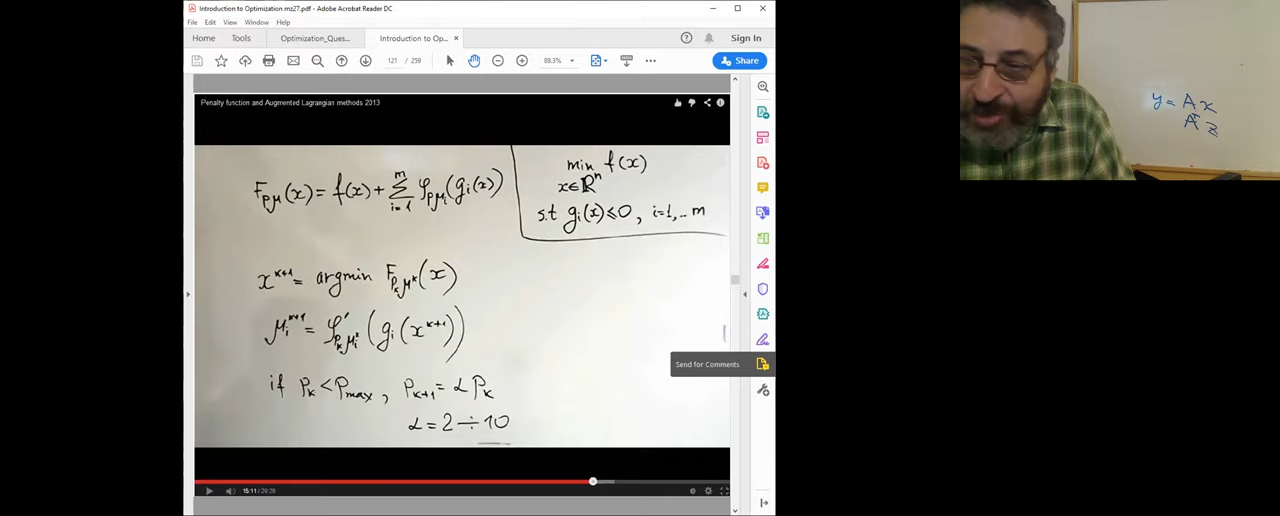 Introduction to Optimization mz27.pdf - Adobe Acrobat Reader DC
File Edit View Window Help
Home Tools Optimization_Ques... Introduction to Op... × Sign In
121 / 259 89.3% Share
Penalty function and Augmented Lagrangian methods 2013
F_{pμ}(x) = f(x) + Σ_{i=1}^{m} φ_{pμ_i}(g_i(x))
min f(x)
x∈ℝⁿ
s.t g_i(x) ≤ 0, i=1,.. m
x^{k+1} = argmin F_{p_k μ^k}(x)
μ_i^{k+1} = φ'_{p_k μ_i^k}(g_i(x^{k+1}))
if p_k < p_max, p_{k+1} = α p_k
α = 2 ÷ 10
Send for Comments
15:11 / 20:20
y = A x
Aᵀ z